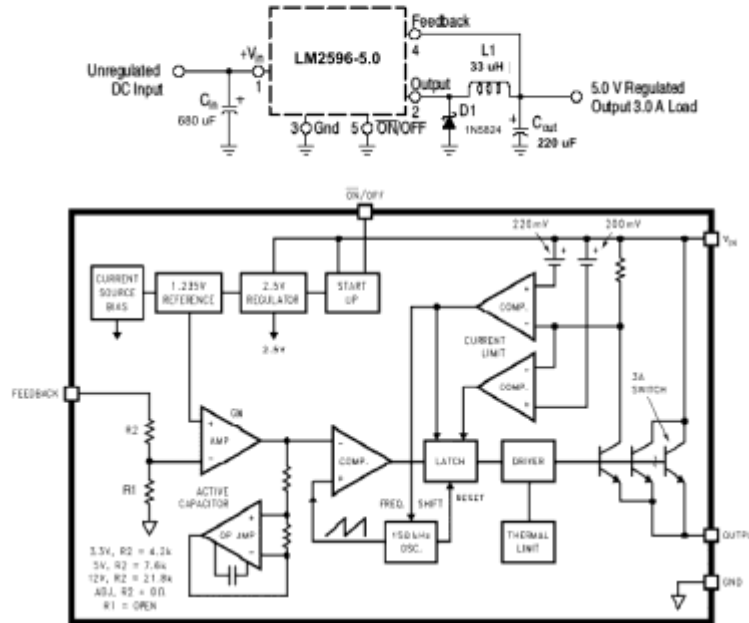 Feedback
+Vin
LM2596-5.0
4
L1
33 uH
Unregulated
DC Input
1
Output
5.0 V Regulated
Output 3.0 A Load
Cin
2
D1
680 uF
3 Gnd
5 ON/OFF
1N5824
Cout
220 uF
ON/OFF
220mV
200mV
VIN
CURRENT
SOURCE
BIAS
1.235V
REFERENCE
2.5V
REGULATOR
START
UP
COMP.
2.5V
CURRENT
LIMIT
COMP.
3A
SWITCH
FEEDBACK
R2
GM
AMP
COMP.
LATCH
DRIVER
R1
ACTIVE
CAPACITOR
FREQ. SHIFT
RESET
OP AMP
150 kHz
OSC.
THERMAL
LIMIT
OUTPUT
3.3V, R2 = 4.2k
5V, R2 = 7.6k
12V, R2 = 21.8k
ADJ, R2 = 0Ω
R1 = OPEN
GND